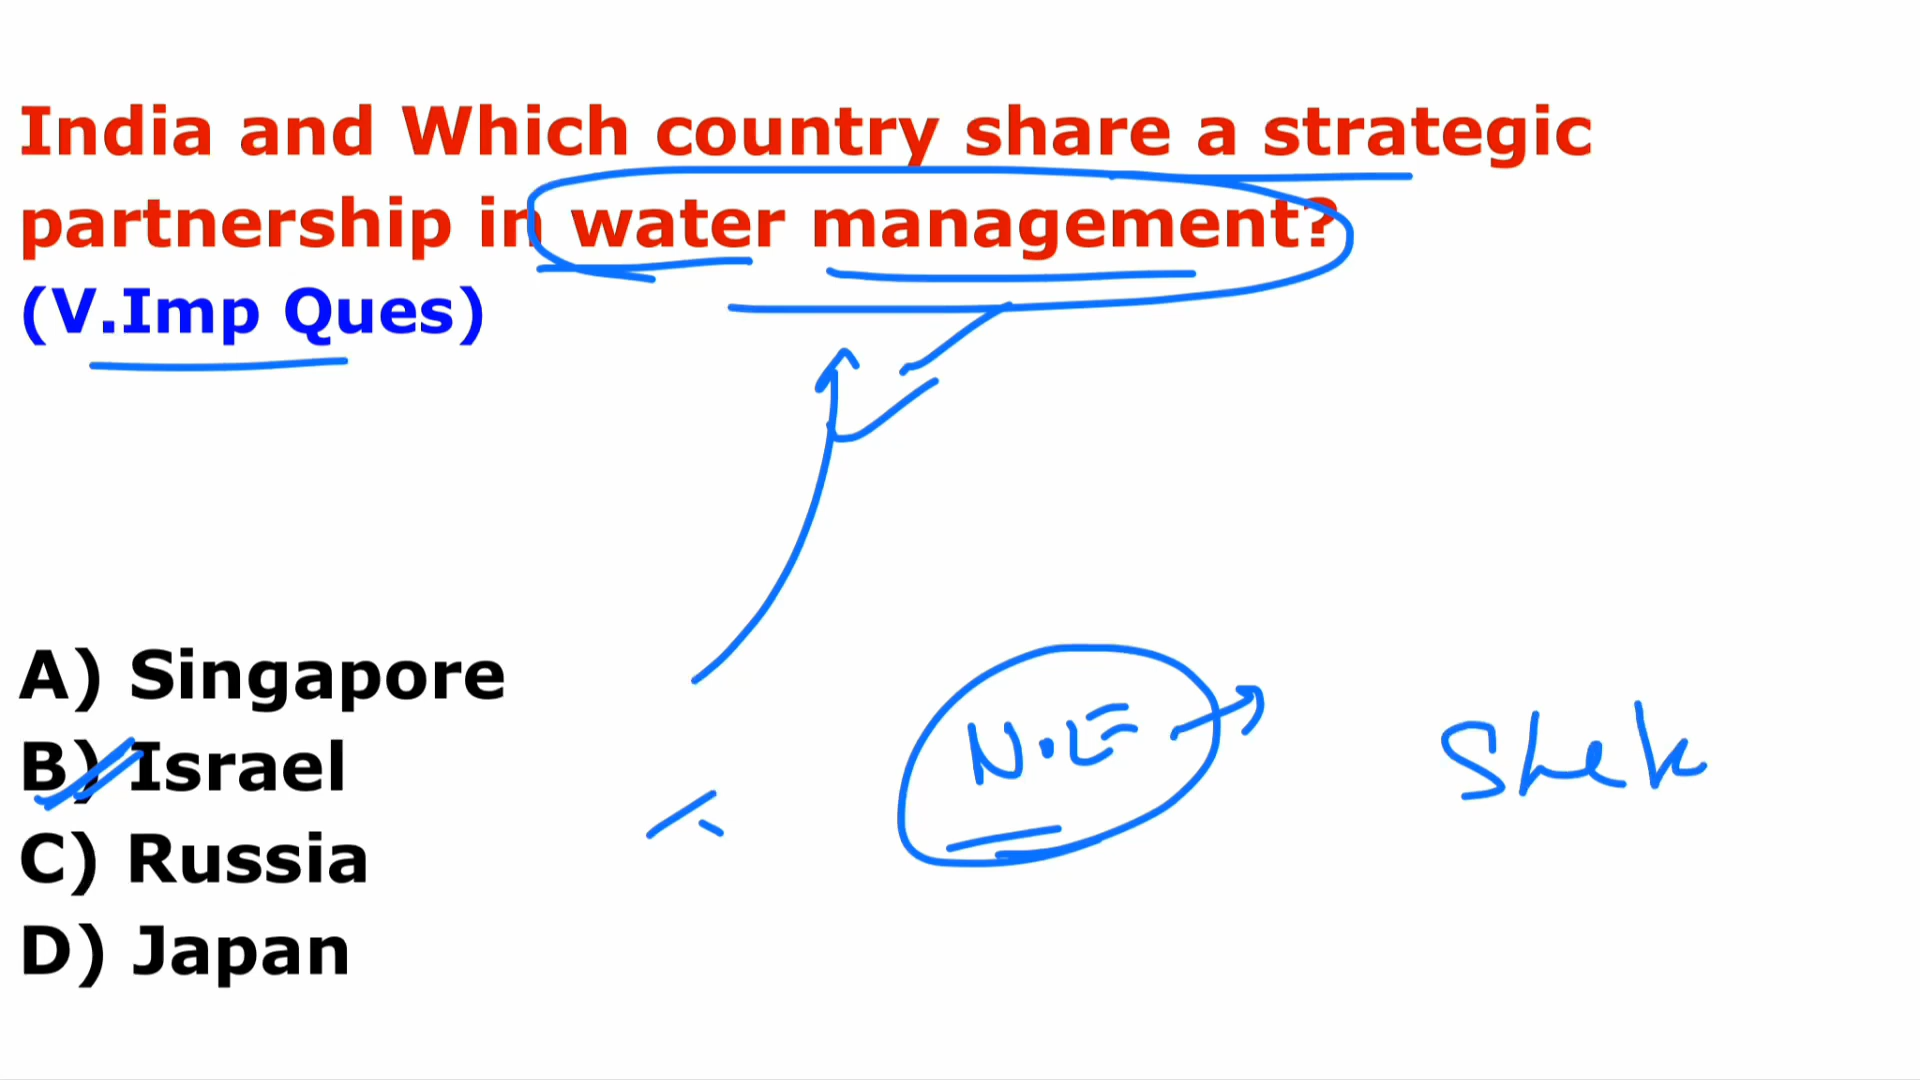 India and Which country share a strategic
partnership in water management?
(V.Imp Ques)
A) Singapore
B) Israel
C) Russia
D) Japan
Shek